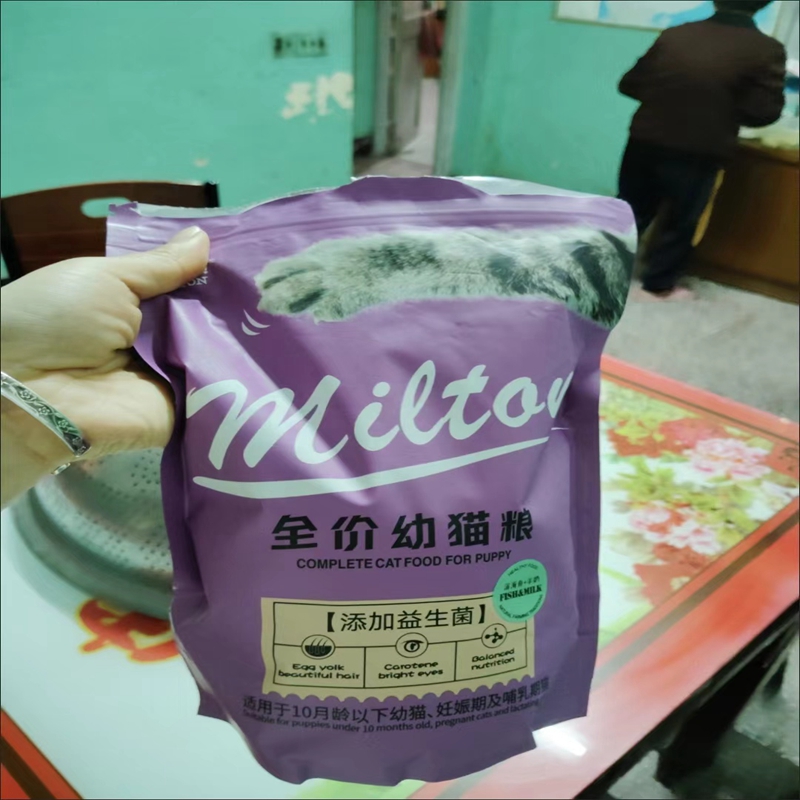 Milton
全价幼猫粮
COMPLETE CAT FOOD FOR PUPPY
FISH&MILK
【添加益生菌】
Egg yolk
beautiful hair
Carotene
bright eyes
Balanced
nutrition
适用于10月龄以下幼猫、妊娠期及哺乳期猫
Suitable for puppies under 10 months old, pregnant cats and lactating